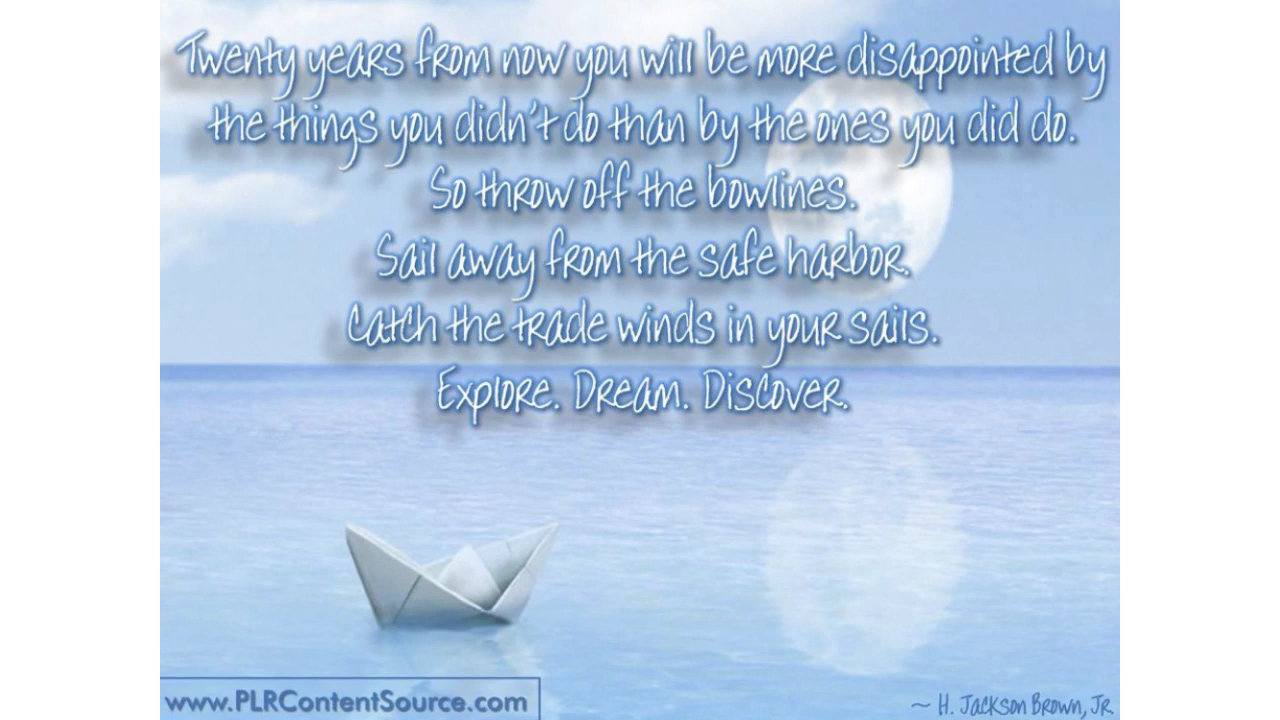 Twenty years from now you will be more disappointed by
the things you didn't do than by the ones you did do.
So throw off the bowlines.
Sail away from the safe harbor.
Catch the trade winds in your sails.
Explore. Dream. Discover.
www.PLRContentSource.com
~ H. Jackson Brown, Jr.